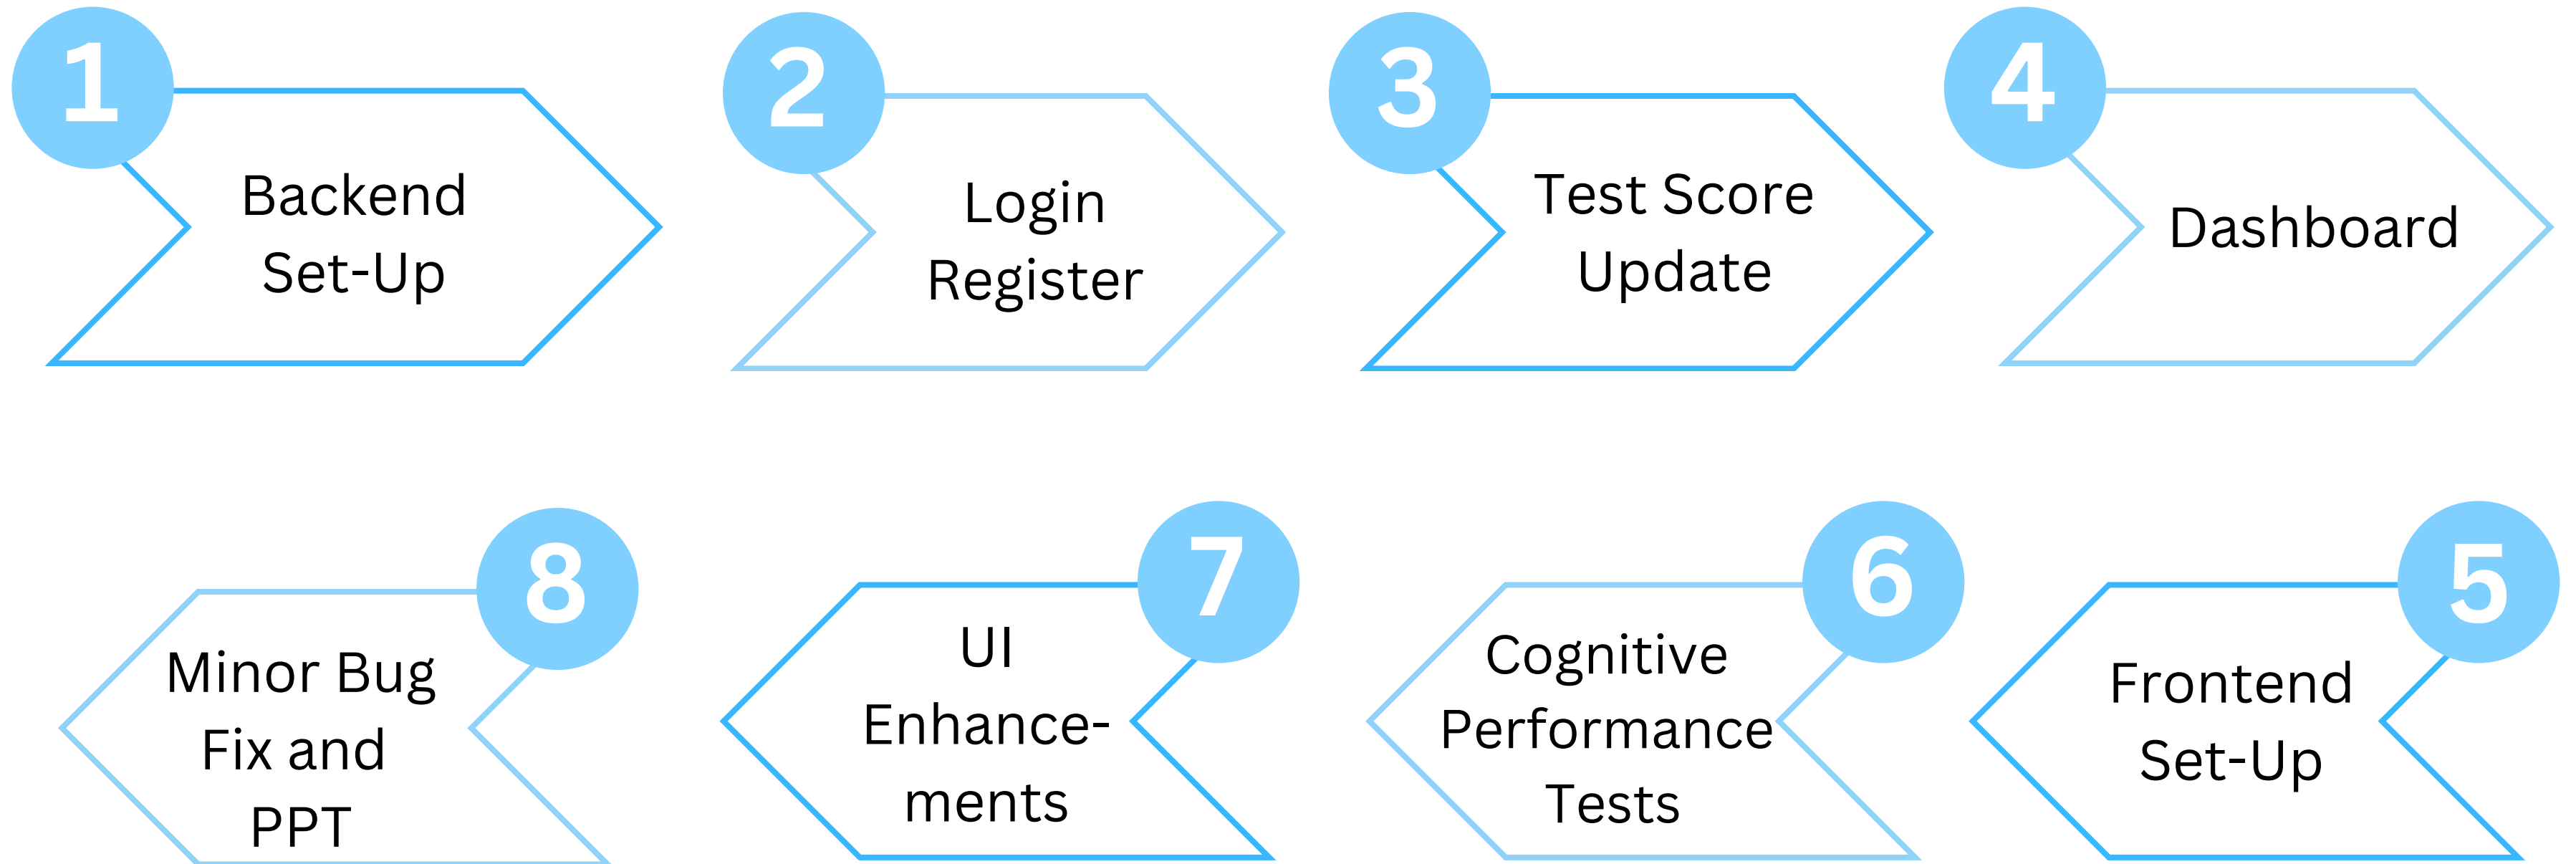 1
Backend
Set-Up
2
Login
Register
3
Test Score
Update
4
Dashboard
5
Frontend
Set-Up
6
Cognitive
Performance
Tests
7
UI
Enhance-
ments
8
Minor Bug
Fix and
PPT